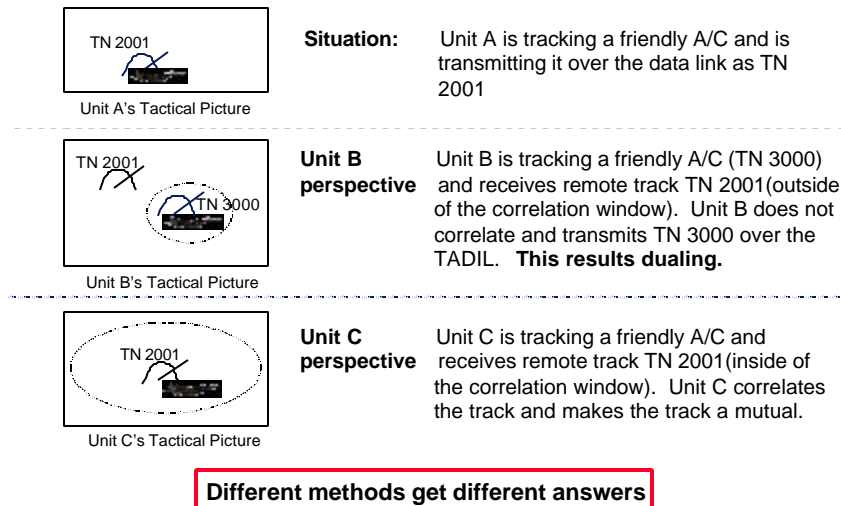 TN 2001
Unit A's Tactical Picture
Situation:
Unit A is tracking a friendly A/C and is
transmitting it over the data link as TN
2001
TN 2001
TN 3000
Unit B's Tactical Picture
Unit B
perspective
Unit B is tracking a friendly A/C (TN 3000)
and receives remote track TN 2001(outside
of the correlation window). Unit B does not
correlate and transmits TN 3000 over the
TADIL. This results dualing.
TN 2001
Unit C's Tactical Picture
Unit C
perspective
Unit C is tracking a friendly A/C and
receives remote track TN 2001(inside of
the correlation window). Unit C correlates
the track and makes the track a mutual.
Different methods get different answers